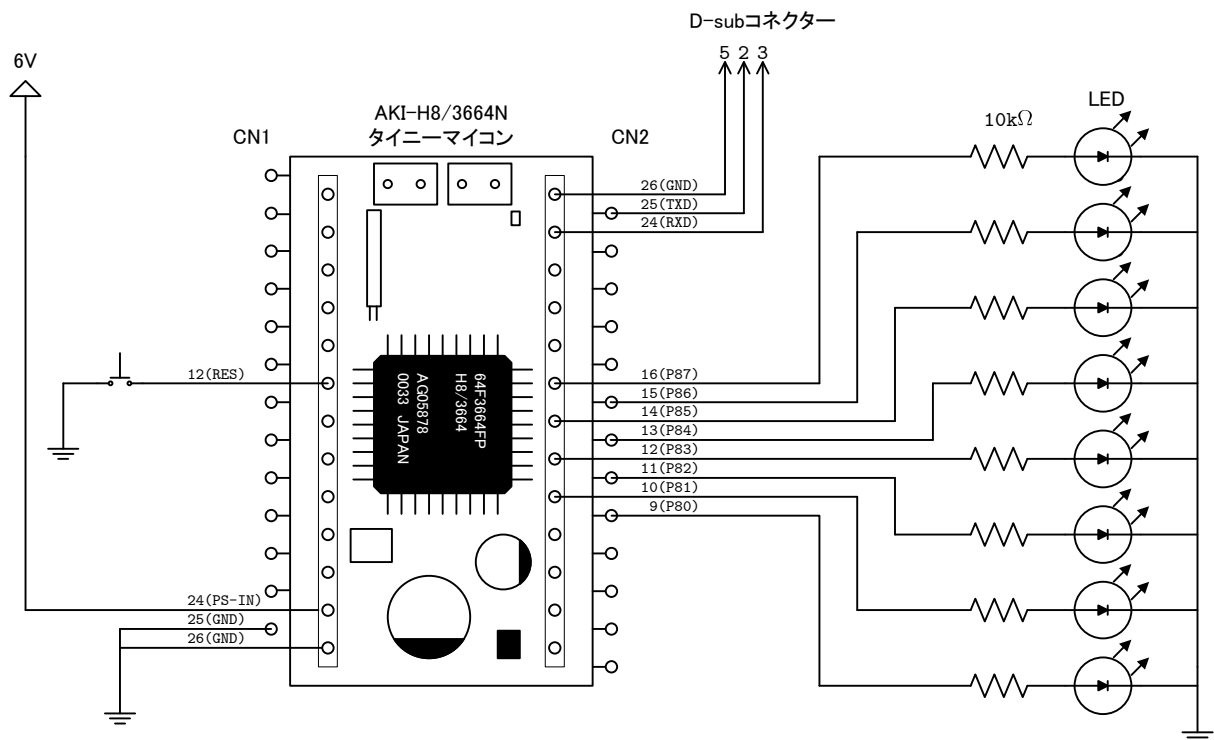 D-subコネクター
5 2 3
6V
AKI-H8/3664N
タイニーマイコン
CN1
CN2
LED
10kΩ
26(GND)
25(TXD)
24(RXD)
12(RES)
64F3664FP
H8/3664
AG05878
0033 JAPAN
16(P87)
15(P86)
14(P85)
13(P84)
12(P83)
11(P82)
10(P81)
9(P80)
24(PS-IN)
25(GND)
26(GND)